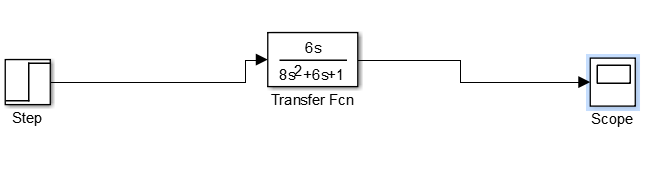 6s
8s²+6s+1
Transfer Fcn
Step
Scope